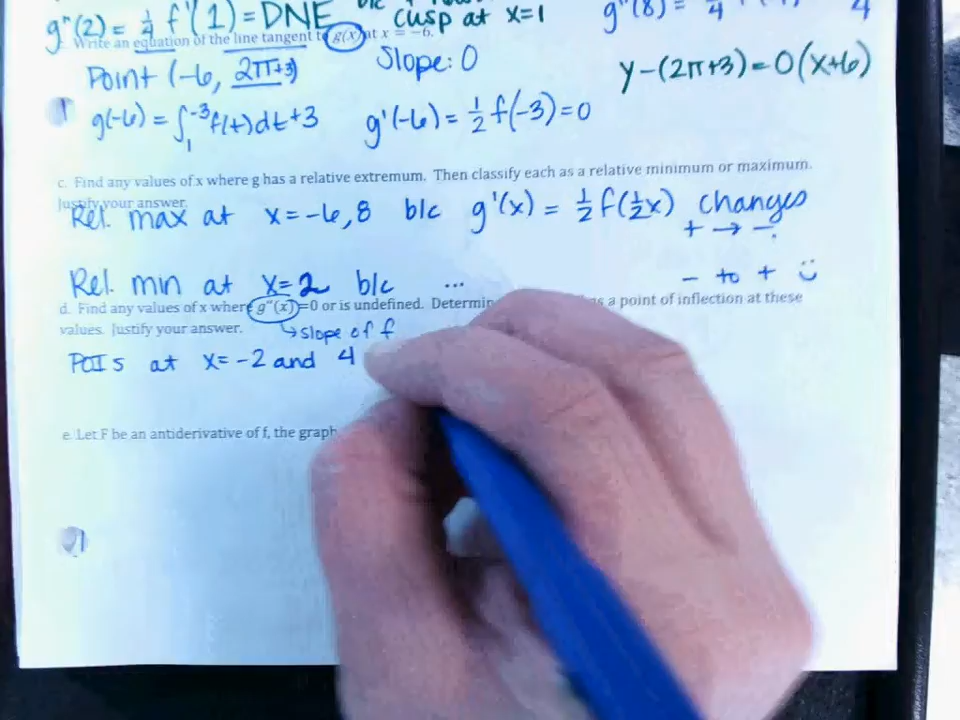 g"(2) = 1/4 f'(1) = DNE b/c
cusp at x=1
g"(8) =
Write an equation of the line tangent to g(x) at x = −6.
Point (-6, 2π+3)
Slope: 0
y-(2π+3)=0(x+6)
g(-6) = ∫₁⁻³ f(t)dt+3
g'(-6) = 1/2 f(-3) = 0
c. Find any values of x where g has a relative extremum. Then classify each as a relative minimum or maximum.
Justify your answer.
Rel. max at x=-6,8 b/c g'(x) = 1/2 f(1/2x) changes
+ → -.
Rel. min at x=2 b/c ...
- to + ü
d. Find any values of x where g"(x)=0 or is undefined. Determin as a point of inflection at these
values. Justify your answer.
↳slope of f
POIs at x=-2 and 4
e. Let F be an antiderivative of f, the graph